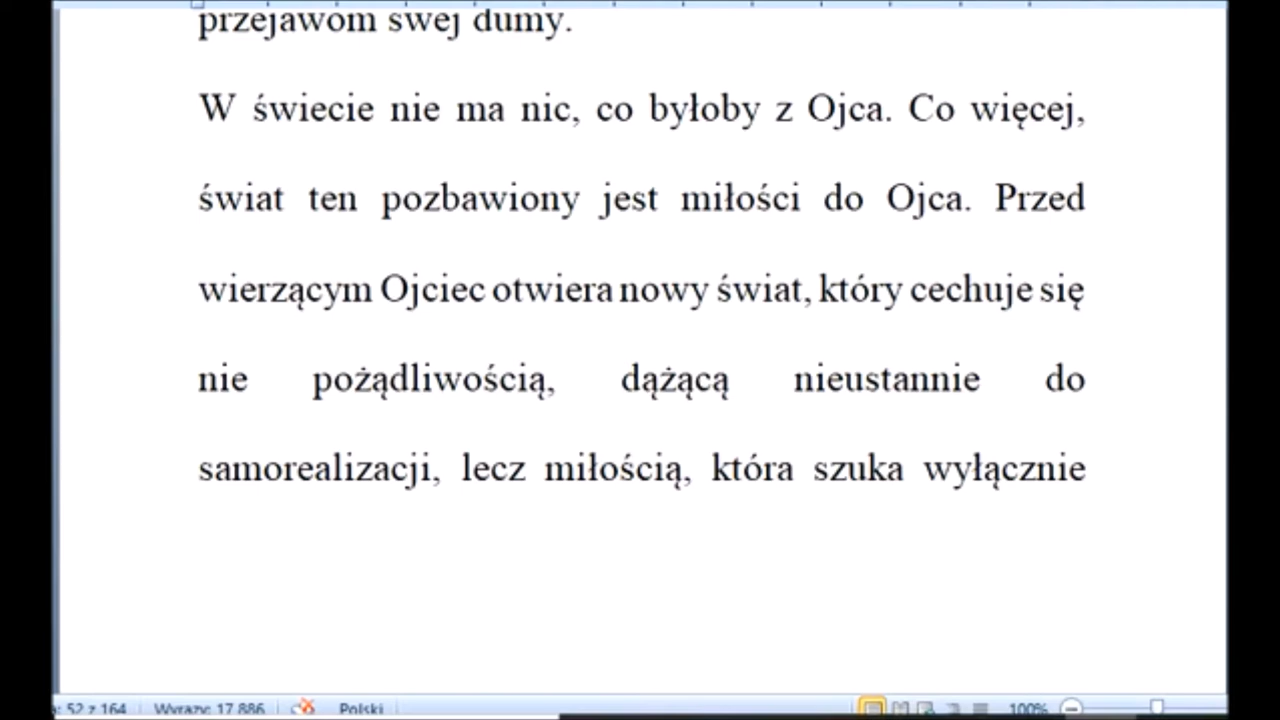 przejawom swej dumy.
W świecie nie ma nic, co byłoby z Ojca. Co więcej,
świat ten pozbawiony jest miłości do Ojca. Przed
wierzącym Ojciec otwiera nowy świat, który cechuje się
nie pożądliwością, dążącą nieustannie do
samorealizacji, lecz miłością, która szuka wyłącznie
: 52 z 164 Wyrazy: 17 886 Polski 100%